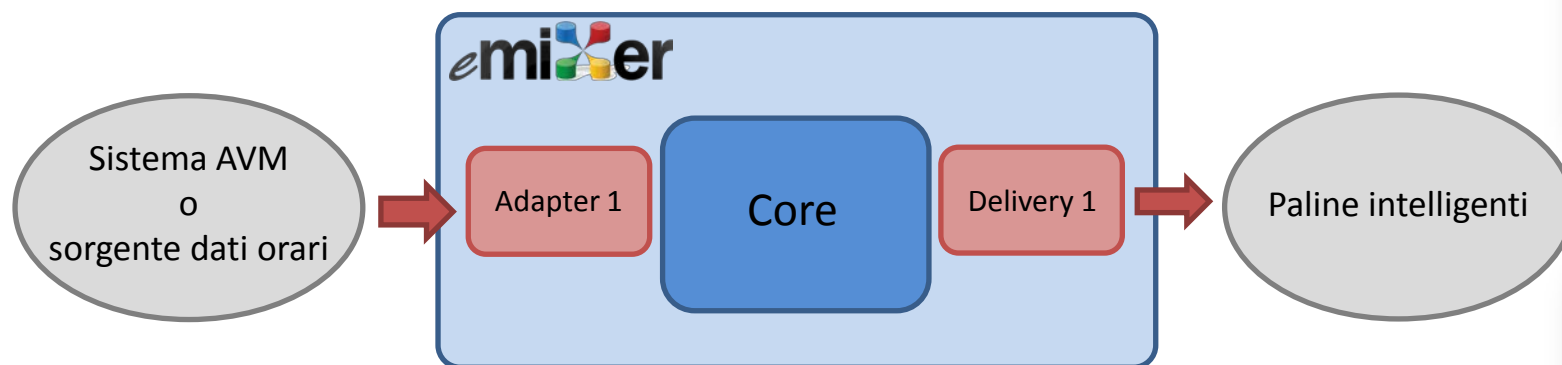 emixer
Sistema AVM
o
sorgente dati orari
Adapter 1
Core
Delivery 1
Paline intelligenti